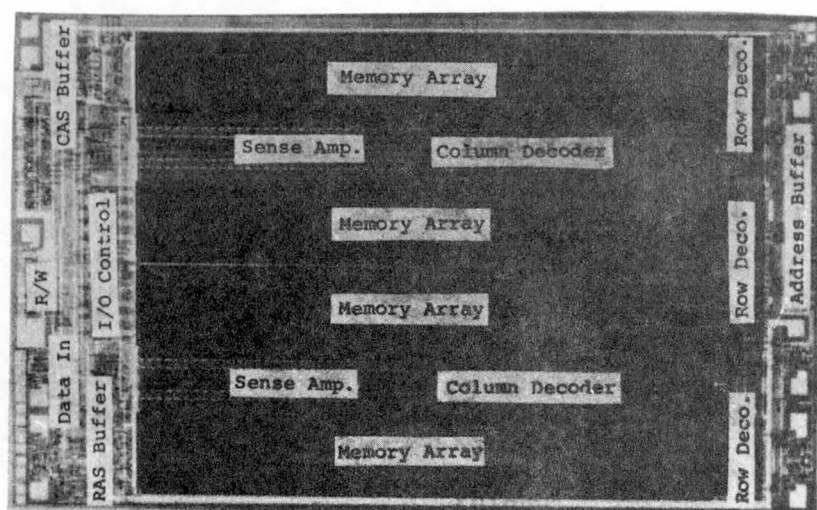 CAS Buffer
R/W
Data In
I/O Control
RAS Buffer
Memory Array
Sense Amp.
Column Decoder
Memory Array
Memory Array
Sense Amp.
Column Decoder
Memory Array
Row Deco.
Row Deco.
Row Deco.
Address Buffer